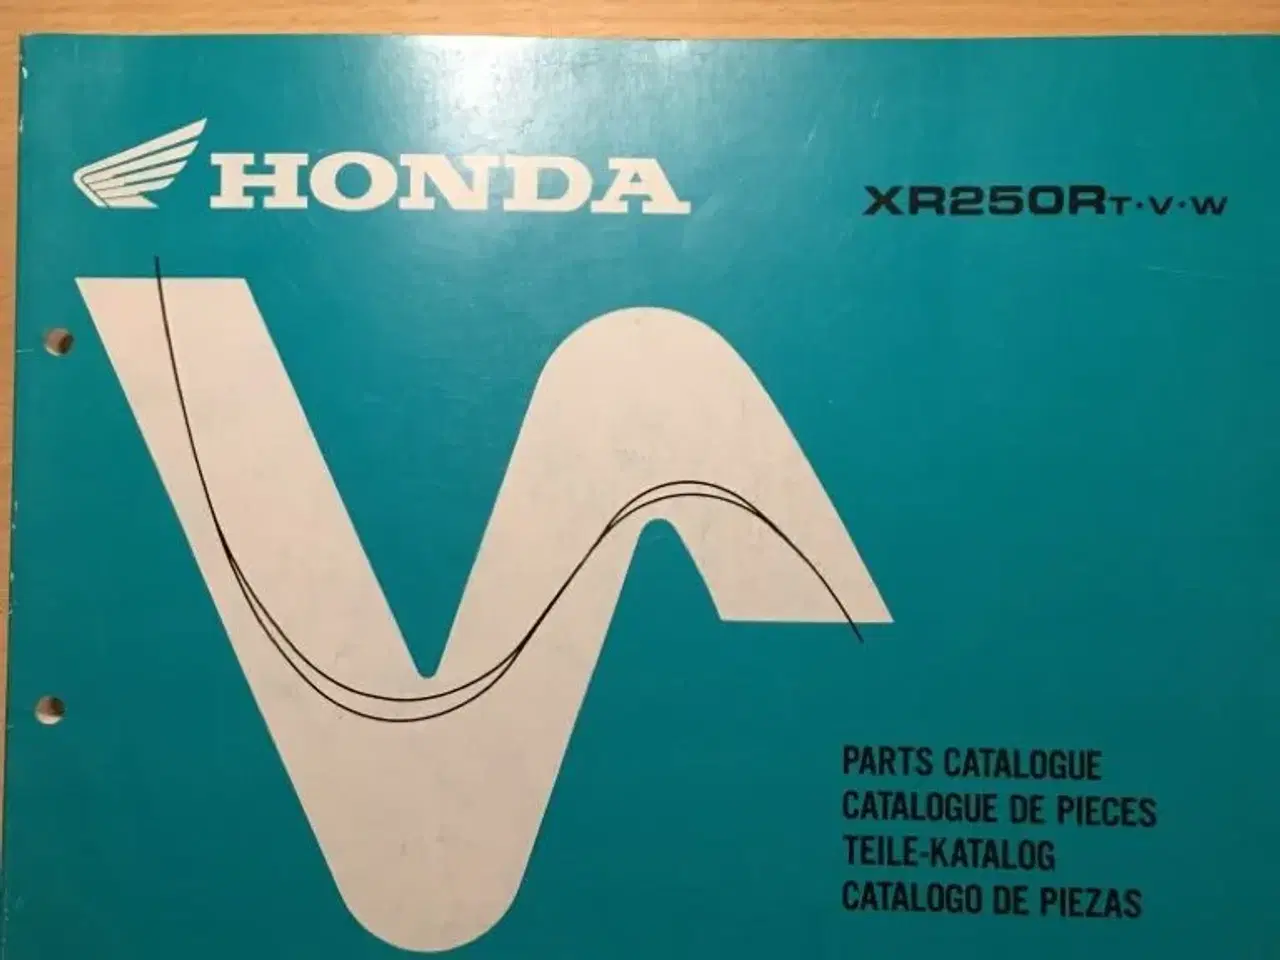 HONDA
XR250RT·V·W
PARTS CATALOGUE
CATALOGUE DE PIECES
TEILE-KATALOG
CATALOGO DE PIEZAS